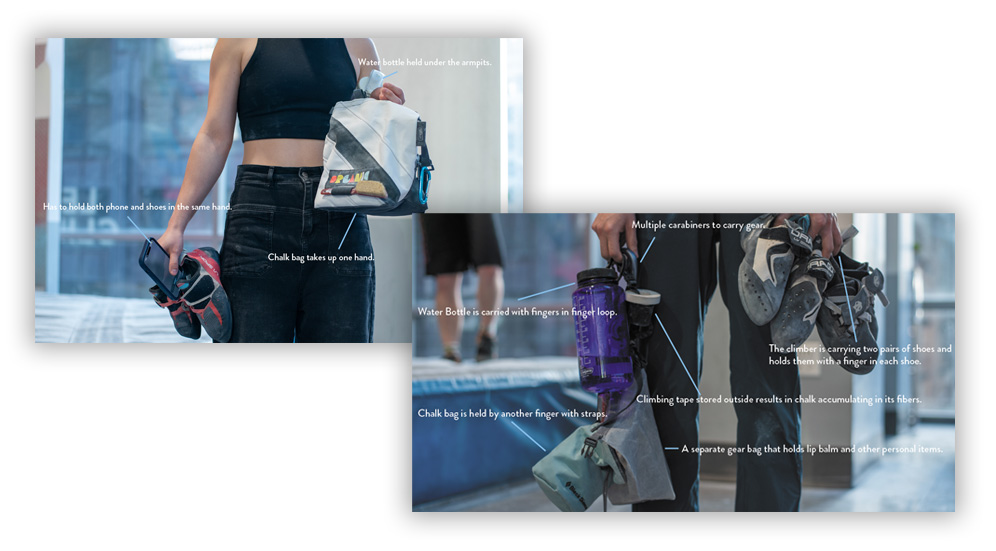 Water bottle held under the armpits.
Has to hold both phone and shoes in the same hand.
Chalk bag takes up one hand.
Multiple carabiners to carry gear.
Water Bottle is carried with fingers in finger loop.
The climber is carrying two pairs of shoes and
holds them with a finger in each shoe.
Climbing tape stored outside results in chalk accumulating in its fibers.
Chalk bag is held by another finger with straps.
A separate gear bag that holds lip balm and other personal items.